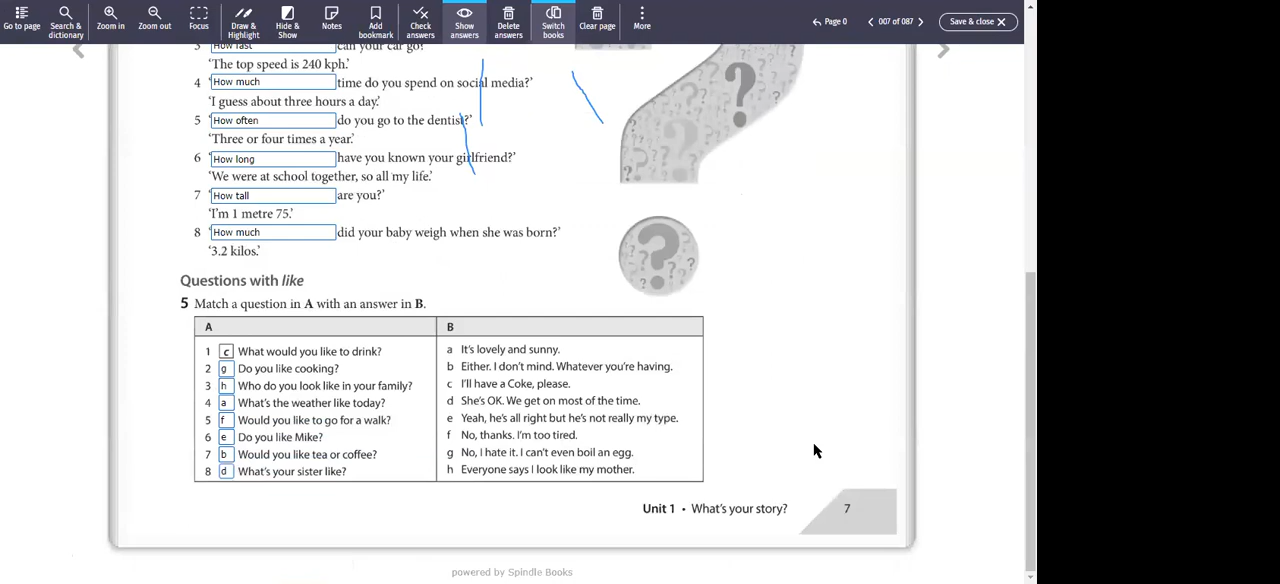 Go to page
Search & dictionary
Zoom in
Zoom out
Focus
Draw & Highlight
Hide & Show
Notes
Add bookmark
Check answers
Show answers
Delete answers
Switch books
Clear page
More
Page 0
007 of 087
Save & close
3 'How fast can your car go?'
'The top speed is 240 kph.'
4 'How much time do you spend on social media?'
'I guess about three hours a day.'
5 'How often do you go to the dentist?'
'Three or four times a year.'
6 'How long have you known your girlfriend?'
'We were at school together, so all my life.'
7 'How tall are you?'
'I'm 1 metre 75.'
8 'How much did your baby weigh when she was born?'
'3.2 kilos.'
Questions with like
5 Match a question in A with an answer in B.
A
1 c What would you like to drink?
2 g Do you like cooking?
3 h Who do you look like in your family?
4 a What's the weather like today?
5 f Would you like to go for a walk?
6 e Do you like Mike?
7 b Would you like tea or coffee?
8 d What's your sister like?
B
a It's lovely and sunny.
b Either. I don't mind. Whatever you're having.
c I'll have a Coke, please.
d She's OK. We get on most of the time.
e Yeah, he's all right but he's not really my type.
f No, thanks. I'm too tired.
g No, I hate it. I can't even boil an egg.
h Everyone says I look like my mother.
Unit 1 • What's your story? 7
powered by Spindle Books